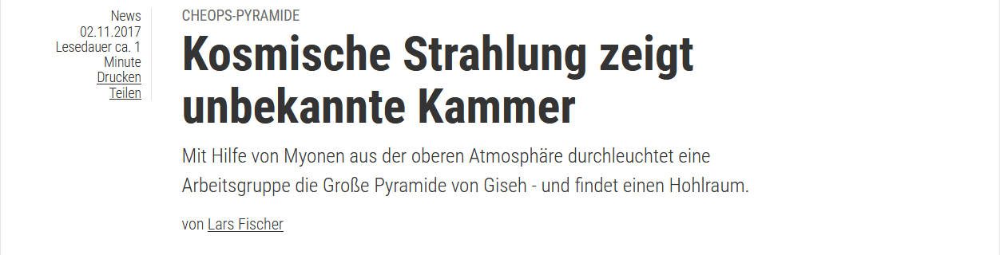 News
02.11.2017
Lesedauer ca. 1
Minute
Drucken
Teilen
CHEOPS-PYRAMIDE
Kosmische Strahlung zeigt
unbekannte Kammer
Mit Hilfe von Myonen aus der oberen Atmosphäre durchleuchtet eine
Arbeitsgruppe die Große Pyramide von Giseh - und findet einen Hohlraum.
von Lars Fischer